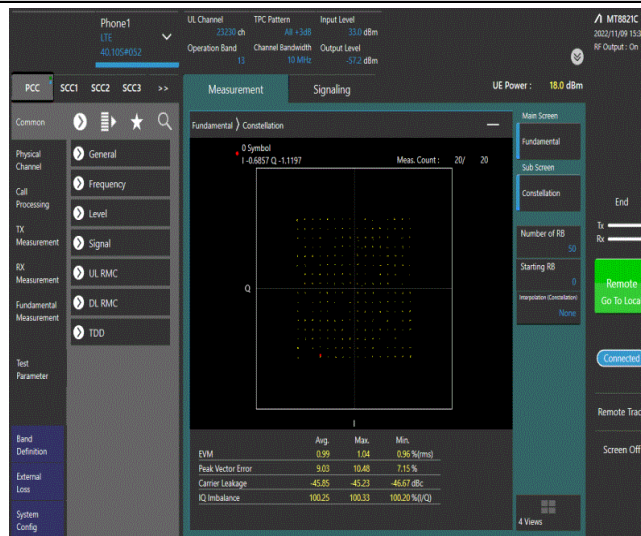 Phone1
LTE
40.10S#052
UL Channel
23230 ch
TPC Pattern
All +3dB
Input Level
33.0 dBm
Operation Band
13
Channel Bandwidth
10 MHz
Output Level
-57.2 dBm
MT8821C
2022/11/09 15:3
RF Output : On
PCC
SCC1
SCC2
SCC3
>>
Measurement
Signaling
UE Power : 18.0 dBm
Common
Physical
Channel
Call
Processing
TX
Measurement
RX
Measurement
Fundamental
Measurement
Test
Parameter
Band
Definition
External
Loss
System
Config
General
Frequency
Level
Signal
UL RMC
DL RMC
TDD
Fundamental 〉 Constellation
0 Symbol
I -0.6857 Q -1.1197
Meas. Count : 20/ 20
Q
I
Avg. Max. Min.
EVM 0.99 1.04 0.96 %(rms)
Peak Vector Error 9.03 10.48 7.15 %
Carrier Leakage -45.85 -45.23 -46.67 dBc
IQ Imbalance 100.25 100.33 100.20 %(I/Q)
Main Screen
Fundamental
Sub Screen
Constellation
Number of RB
50
Starting RB
0
Interpolation (Constellation)
None
4 Views
End
Tx
Rx
Remote
Go To Loca
Connected
Remote Trac
Screen Off